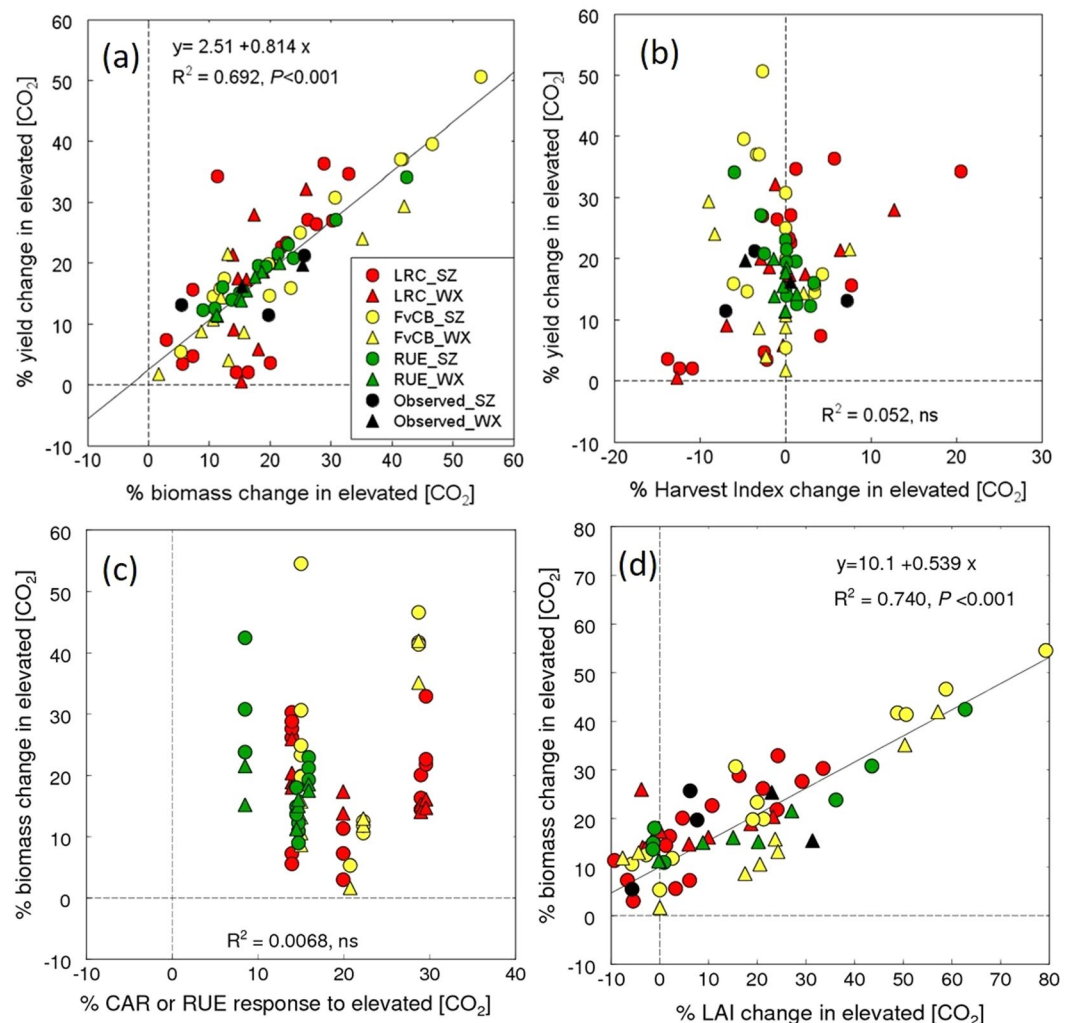 (a)
y= 2.51 +0.814 x
R² = 0.692, P<0.001
60
50
40
30
20
10
0
-10
% yield change in elevated [CO₂]
LRC_SZ
LRC_WX
FvCB_SZ
FvCB_WX
RUE_SZ
RUE_WX
Observed_SZ
Observed_WX
-10 0 10 20 30 40 50 60
% biomass change in elevated [CO₂]
(b)
60
50
40
30
20
10
0
-10
% yield change in elevated [CO₂]
R² = 0.052, ns
-20 -10 0 10 20 30
% Harvest Index change in elevated [CO₂]
(c)
60
50
40
30
20
10
0
-10
% biomass change in elevated [CO₂]
R² = 0.0068, ns
-10 0 10 20 30 40
% CAR or RUE response to elevated [CO₂]
(d)
y=10.1 +0.539 x
R² = 0.740, P <0.001
80
70
60
50
40
30
20
10
0
-10
% biomass change in elevated [CO₂]
-10 0 10 20 30 40 50 60 70 80
% LAI change in elevated [CO₂]